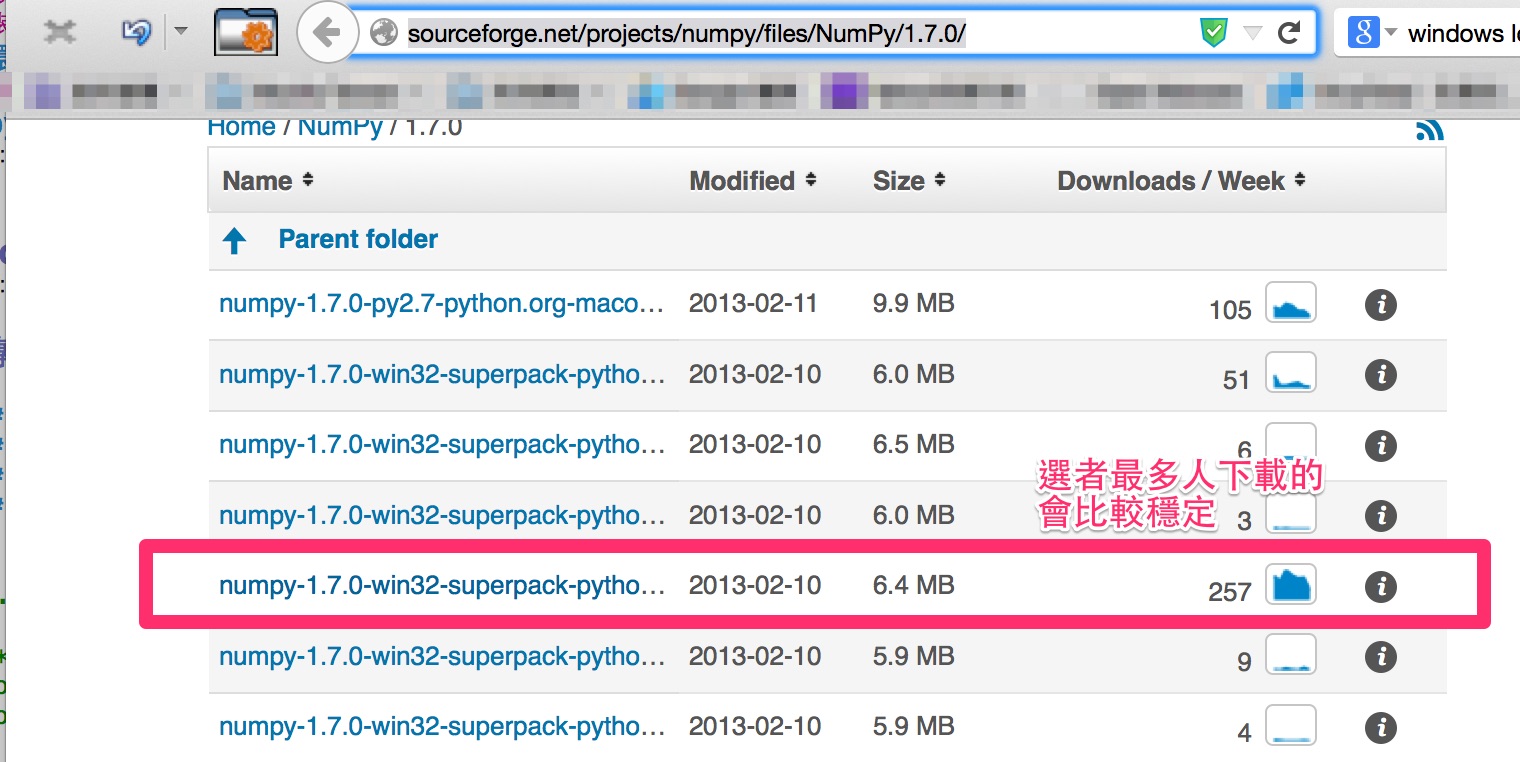 sourceforge.net/projects/numpy/files/NumPy/1.7.0/
windows lo
Home / NumPy / 1.7.0
Name Modified Size Downloads / Week
Parent folder
numpy-1.7.0-py2.7-python.org-maco... 2013-02-11 9.9 MB 105
numpy-1.7.0-win32-superpack-pytho... 2013-02-10 6.0 MB 51
numpy-1.7.0-win32-superpack-pytho... 2013-02-10 6.5 MB 6
選者最多人下載的
會比較穩定
numpy-1.7.0-win32-superpack-pytho... 2013-02-10 6.0 MB 3
numpy-1.7.0-win32-superpack-pytho... 2013-02-10 6.4 MB 257
numpy-1.7.0-win32-superpack-pytho... 2013-02-10 5.9 MB 9
numpy-1.7.0-win32-superpack-pytho... 2013-02-10 5.9 MB 4